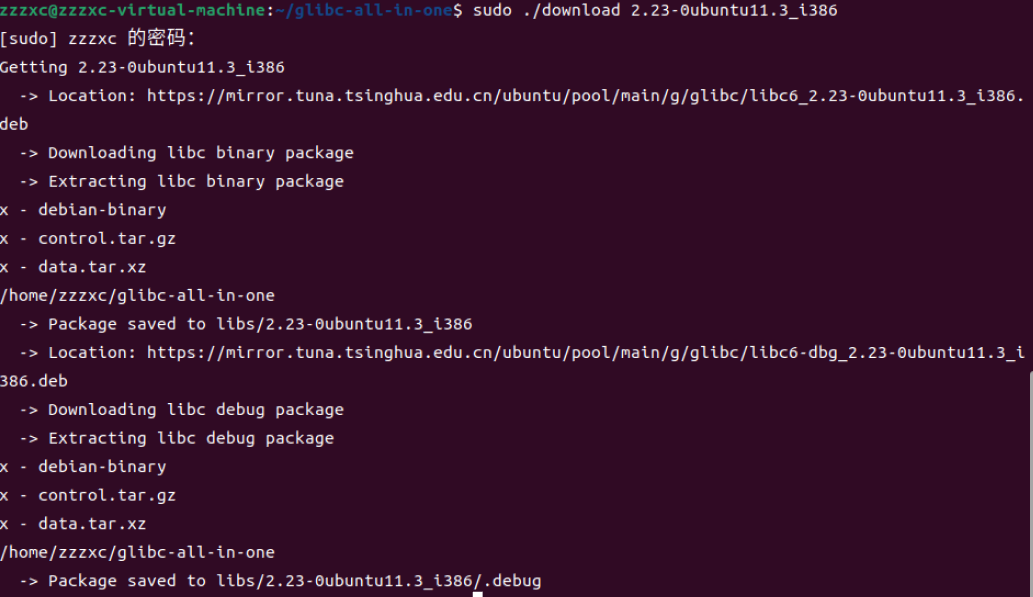 zzzxc@zzzxc-virtual-machine:~/glibc-all-in-one$ sudo ./download 2.23-0ubuntu11.3_i386
[sudo] zzzxc 的密码:
Getting 2.23-0ubuntu11.3_i386
  -> Location: https://mirror.tuna.tsinghua.edu.cn/ubuntu/pool/main/g/glibc/libc6_2.23-0ubuntu11.3_i386.
deb
  -> Downloading libc binary package
  -> Extracting libc binary package
x - debian-binary
x - control.tar.gz
x - data.tar.xz
/home/zzzxc/glibc-all-in-one
  -> Package saved to libs/2.23-0ubuntu11.3_i386
  -> Location: https://mirror.tuna.tsinghua.edu.cn/ubuntu/pool/main/g/glibc/libc6-dbg_2.23-0ubuntu11.3_i
386.deb
  -> Downloading libc debug package
  -> Extracting libc debug package
x - debian-binary
x - control.tar.gz
x - data.tar.xz
/home/zzzxc/glibc-all-in-one
  -> Package saved to libs/2.23-0ubuntu11.3_i386/.debug